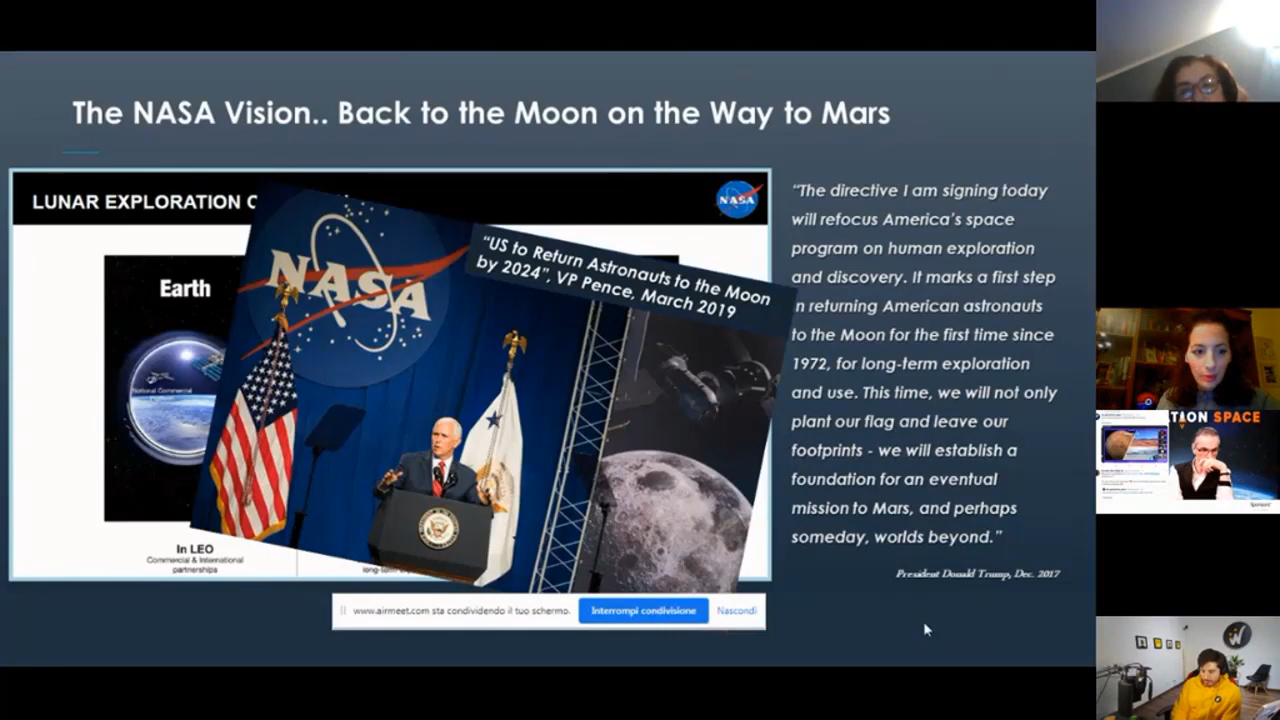 The NASA Vision.. Back to the Moon on the Way to Mars
LUNAR EXPLORATION
NASA
Earth
National Commercial
In LEO
Commercial & International
partnerships
NASA
"US to Return Astronauts to the Moon
by 2024", VP Pence, March 2019
"The directive I am signing today
will refocus America's space
program on human exploration
and discovery. It marks a first step
n returning American astronauts
to the Moon for the first time since
1972, for long-term exploration
and use. This time, we will not only
plant our flag and leave our
footprints - we will establish a
foundation for an eventual
mission to Mars, and perhaps
someday, worlds beyond."
President Donald Trump, Dec. 2017
www.airmeet.com sta condividendo il tuo schermo.
Interrompi condivisione
Nascondi
TION SPACE
W